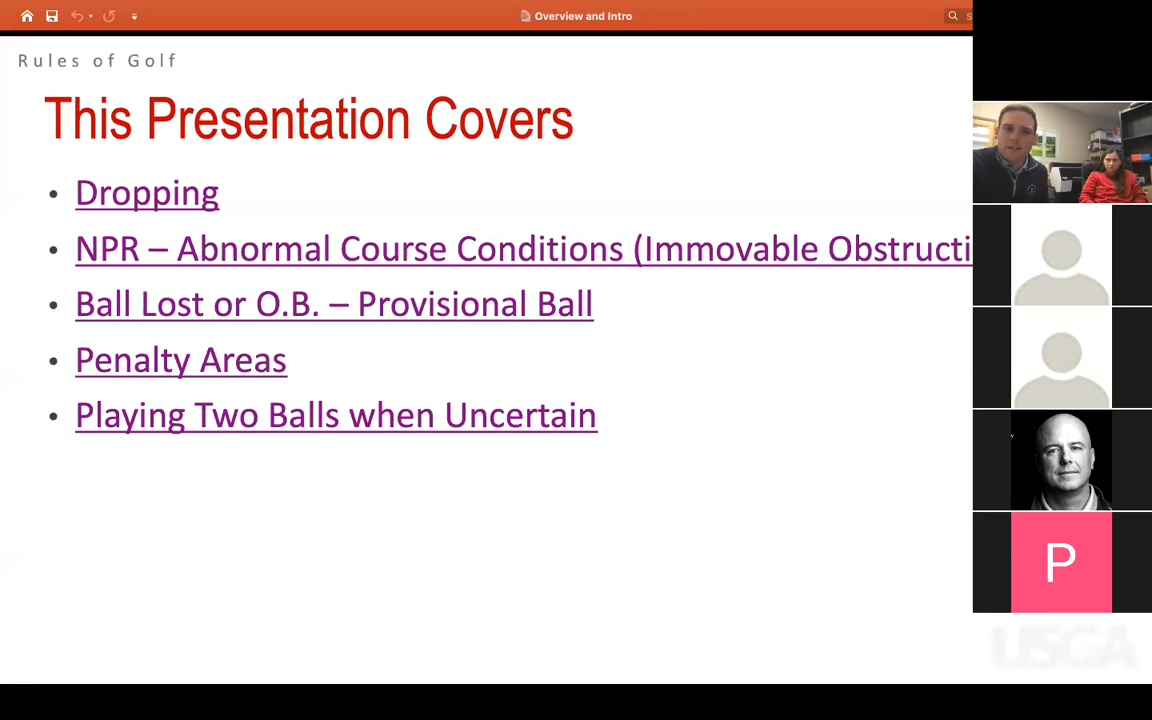 Overview and Intro
S
Rules of Golf
This Presentation Covers
• Dropping
• NPR – Abnormal Course Conditions (Immovable Obstructi
• Ball Lost or O.B. – Provisional Ball
• Penalty Areas
• Playing Two Balls when Uncertain
P
USGA